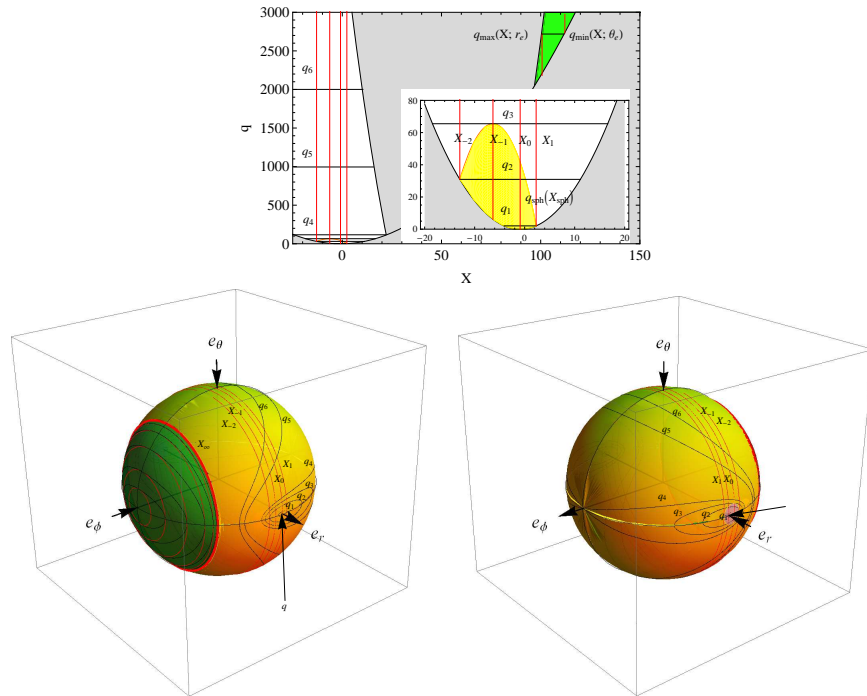 3000
2500
2000
1500
1000
500
0
q
q6
q5
q4
qmax(X; re)
qmin(X; θe)
80
60
40
20
0
q3
X−2
X−1
X0
X1
q2
qsph(Xsph)
q1
−20
−10
0
10
20
0
50
100
150
X
eθ
X−1
X−2
q6
q5
X∞
X1
X0
q4
q3
q2
q1
eϕ
er
q
eθ
q6
q5
X−1
X−2
X1
X0
q4
q3
q2
q1
eϕ
er